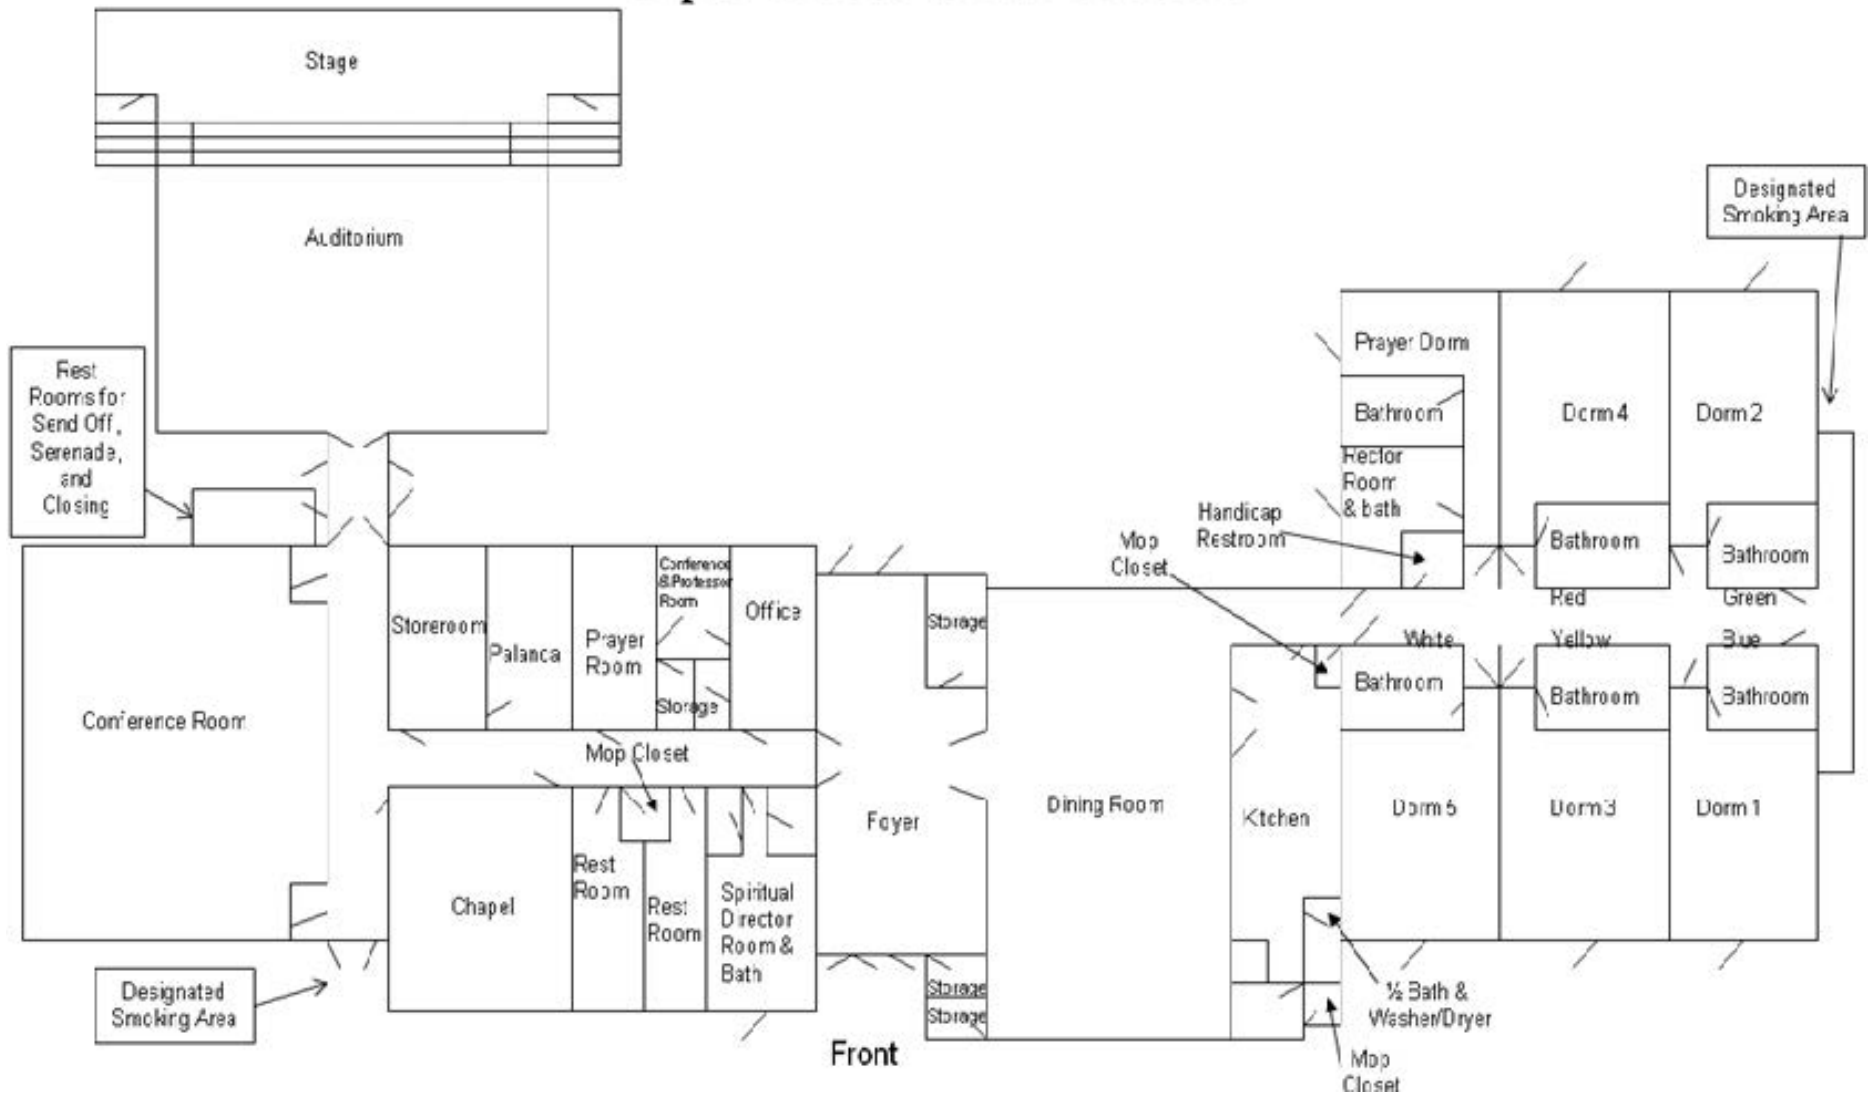 Stage
Designated
Smoking Area
Auditorium
Rest
Rooms for
Send Off,
Serenade,
and
Closing
Prayer Dorm
Bathroom
Dorm 4
Dorm 2
Rector
Room
& bath
Handicap
Restroom
Mop
Closet
Bathroom
Bathroom
Conference
& Professor
Room
Office
Storeroom
Palanca
Prayer
Room
Storage
Storage
Red
Green
White
Yellow
Blue
Bathroom
Bathroom
Bathroom
Conference Room
Mop Closet
Foyer
Dining Room
Kitchen
Dorm 5
Dorm 3
Dorm 1
Chapel
Rest
Room
Rest
Room
Spiritual
Director
Room &
Bath
Designated
Smoking Area
Storage
Storage
½ Bath &
Washer/Dryer
Front
Mop
Closet